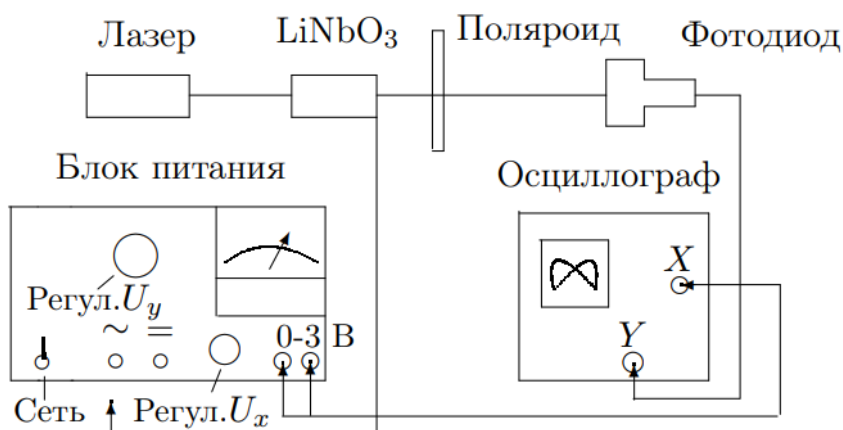 Лазер
LiNbO₃
Поляроид
Фотодиод
Блок питания
Осциллограф
Регул.Uy
X
~ =
0-3 В
Y
Сеть
Регул.Ux